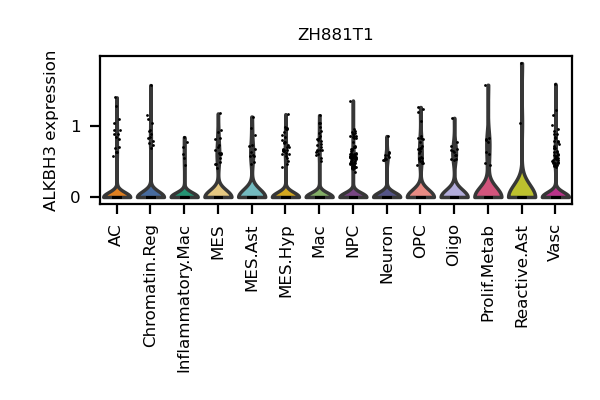 ZH881T1
ALKBH3 expression
1
0
AC
Chromatin.Reg
Inflammatory.Mac
MES
MES.Ast
MES.Hyp
Mac
NPC
Neuron
OPC
Oligo
Prolif.Metab
Reactive.Ast
Vasc